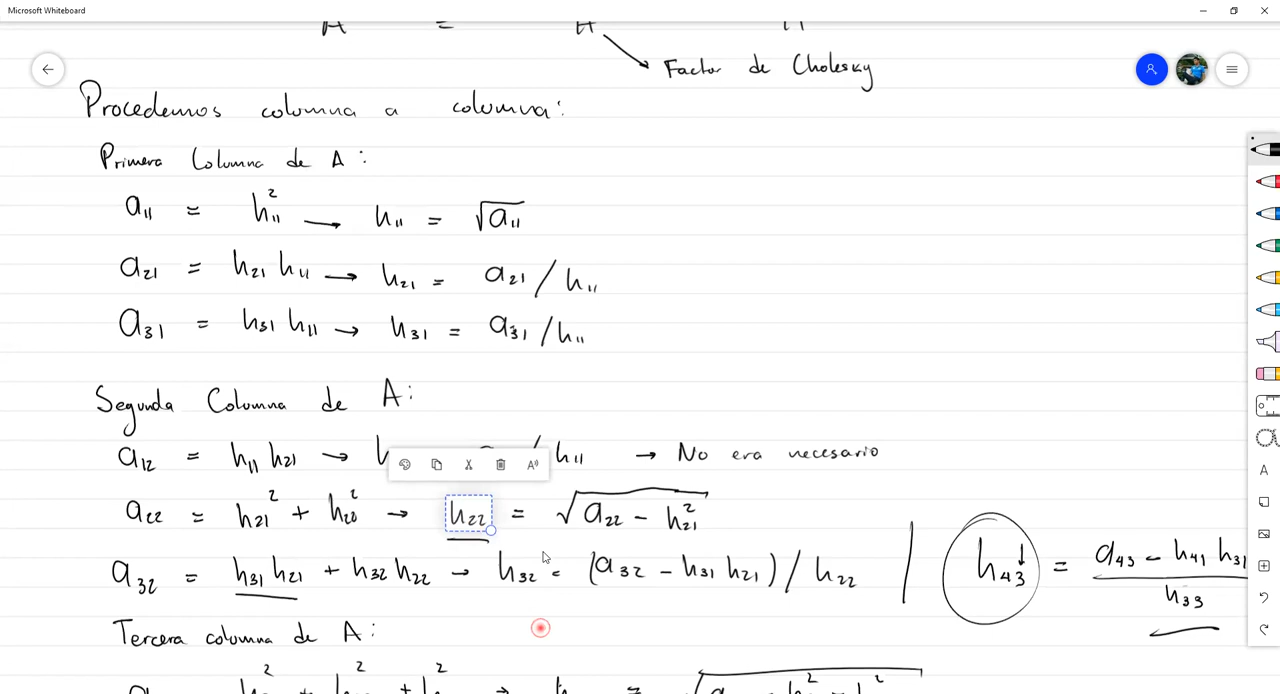 Microsoft Whiteboard
A = H H
Factor de Cholesky
Procedemos columna a columna:
Primera Columna de A:
a₁₁ = h₁₁² → h₁₁ = √a₁₁
a₂₁ = h₂₁ h₁₁ → h₂₁ = a₂₁ / h₁₁
a₃₁ = h₃₁ h₁₁ → h₃₁ = a₃₁ / h₁₁
Segunda Columna de A:
a₁₂ = h₁₁ h₂₁ → h / h₁₁ → No era necesario
a₂₂ = h₂₁² + h₂₂² → h₂₂ = √(a₂₂ - h₂₁²)
a₃₂ = h₃₁ h₂₁ + h₃₂ h₂₂ → h₃₂ = (a₃₂ - h₃₁ h₂₁) / h₂₂ | h₄₃ = a₄₃ - h₄₁ h₃₁ / h₃₃
Tercera columna de A: